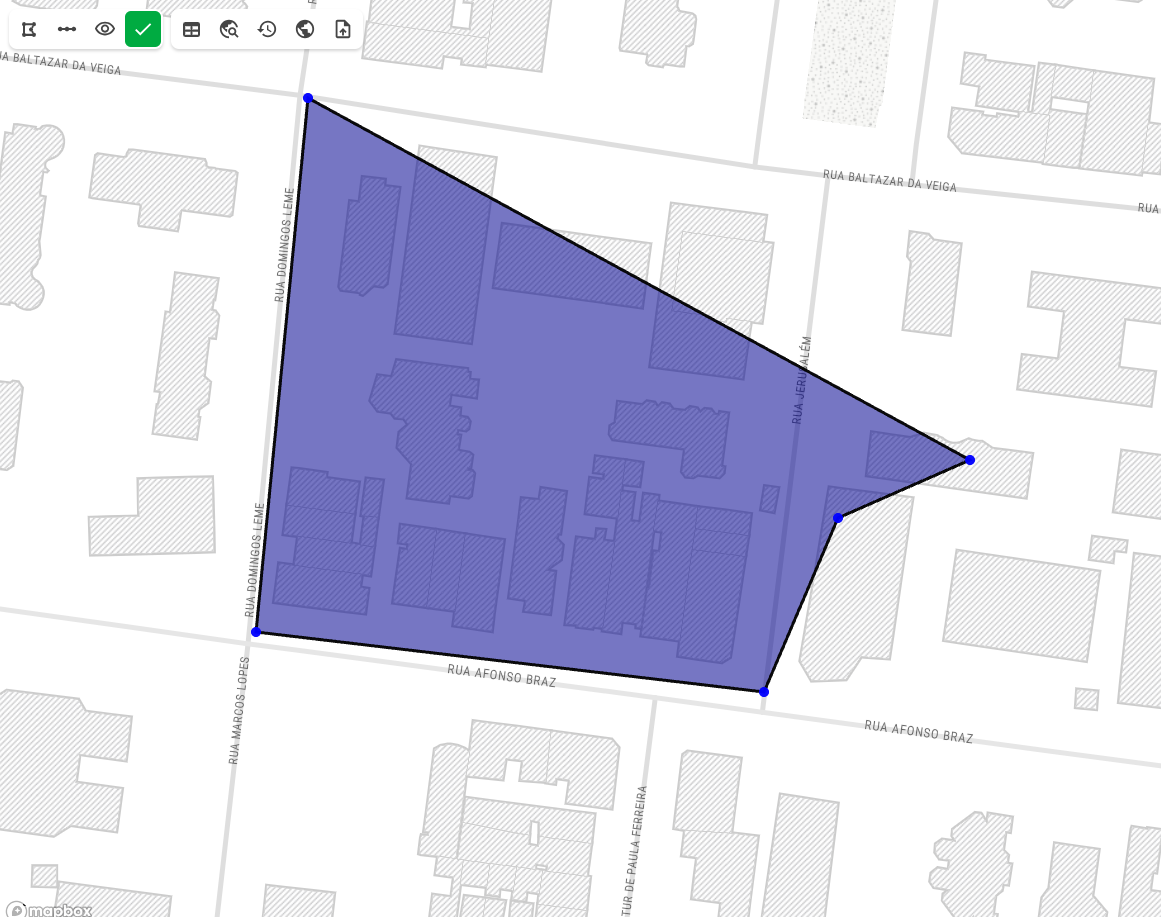 RUA BALTAZAR DA VEIGA
RUA BALTAZAR DA VEIGA
RUA
RUA DOMINGOS LEME
RUA JERUSALÉM
RUA DOMINGOS LEME
RUA AFONSO BRAZ
RUA MARCOS LOPES
RUA AFONSO BRAZ
TUR DE PAULA FERREIRA
mapbox